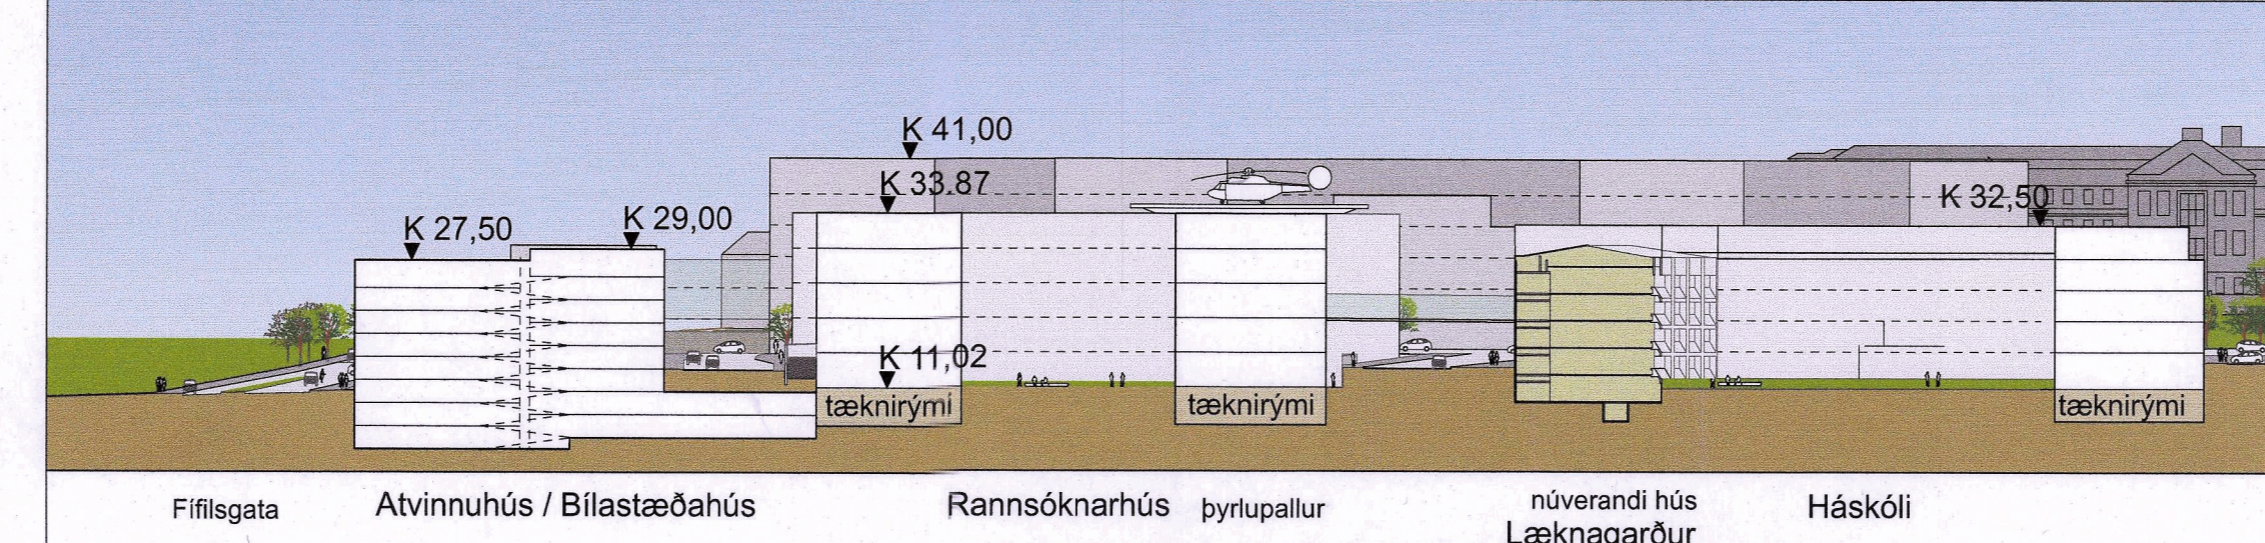 K 41,00
K 33.87
K 32,50
K 27,50
K 29,00
K 11,02
tæknirými
tæknirými
tæknirými
Fífilsgata
Atvinnuhús / Bílastæðahús
Rannsóknarhús
þyrlupallur
núverandi hús
Læknagarður
Háskóli